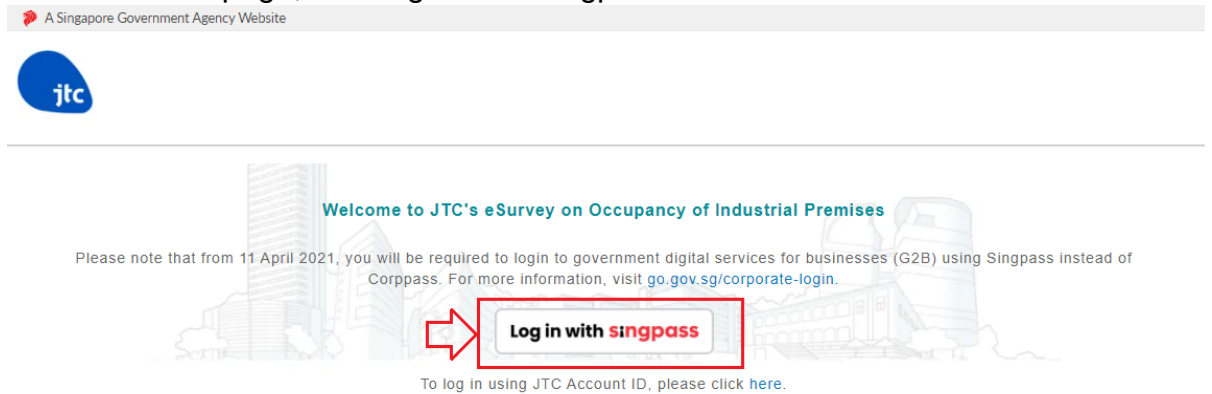 A Singapore Government Agency Website
jtc
Welcome to JTC's eSurvey on Occupancy of Industrial Premises
Please note that from 11 April 2021, you will be required to login to government digital services for businesses (G2B) using Singpass instead of
Corppass. For more information, visit go.gov.sg/corporate-login.
Log in with singpass
To log in using JTC Account ID, please click here.